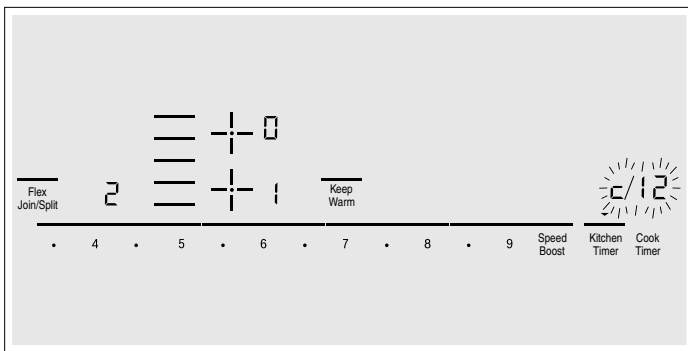 0
Flex
Join/Split
2
1
Keep
Warm
c/12
. 4 . 5 . 6 . 7 . 8 . 9
Speed
Boost
Kitchen
Timer
Cook
Timer